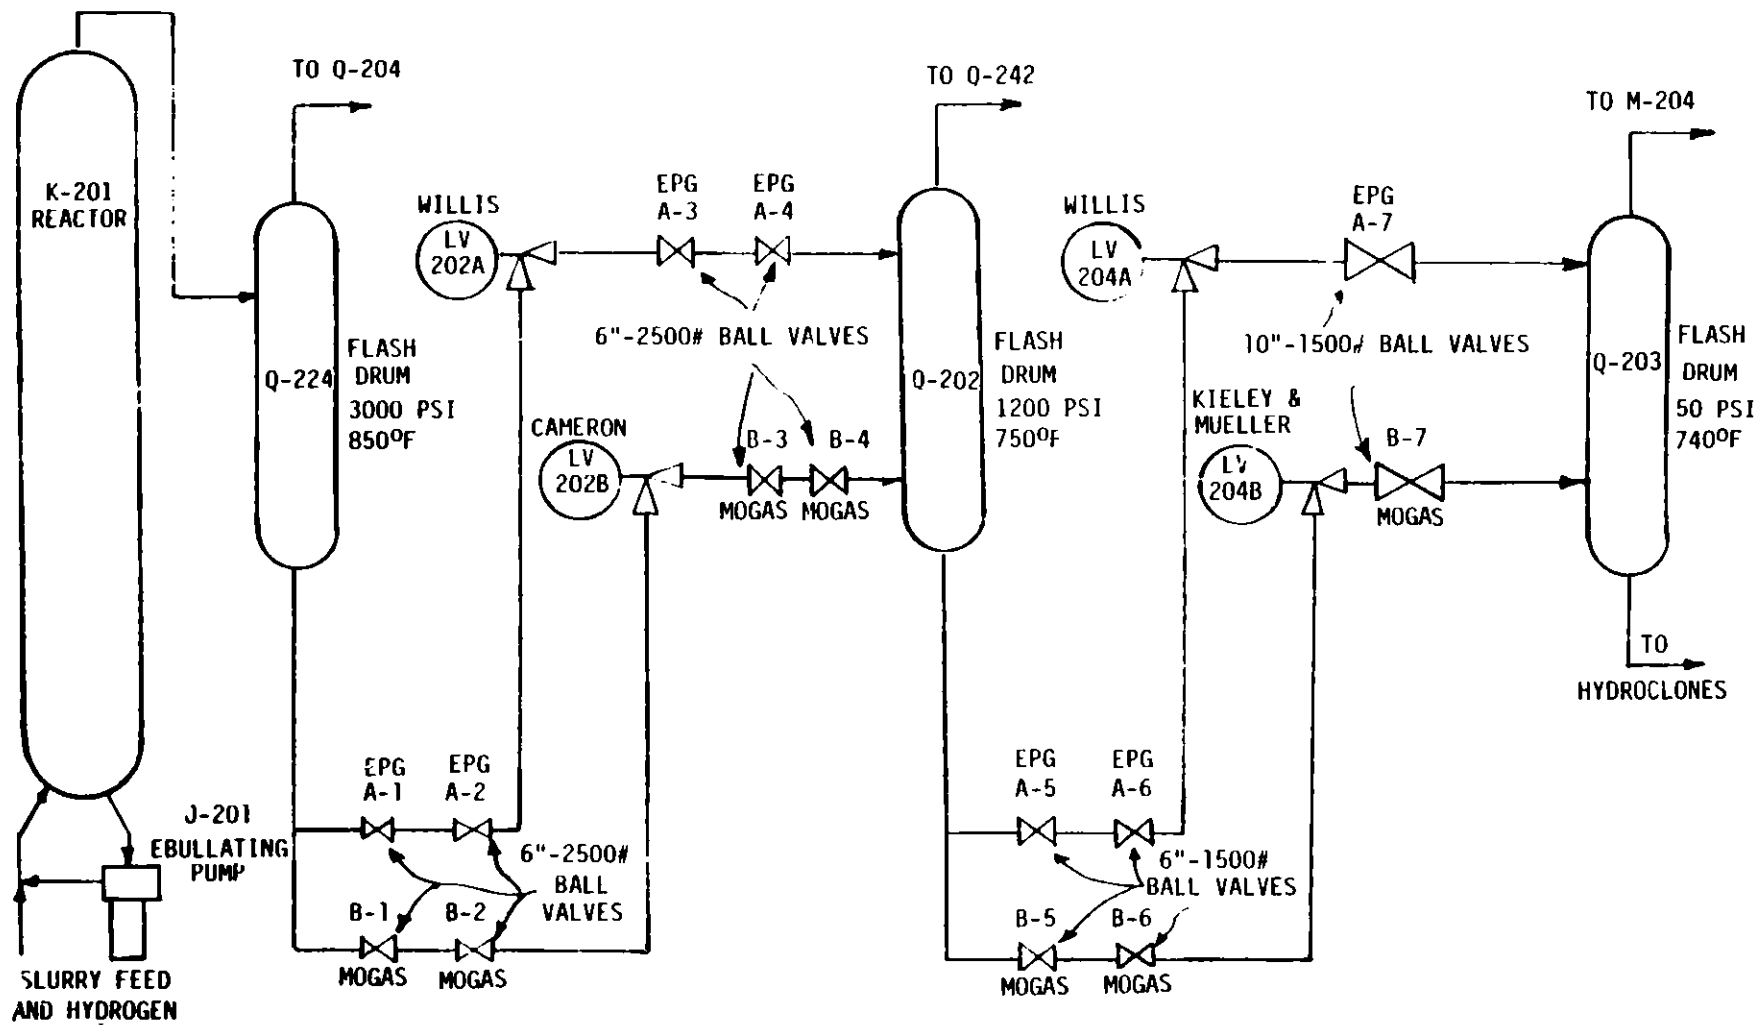 TO Q-204
TO Q-242
TO M-204
K-201
REACTOR
WILLIS
LV
202A
EPG
A-3
EPG
A-4
WILLIS
LV
204A
EPG
A-7
6"-2500# BALL VALVES
10"-1500# BALL VALVES
Q-224
FLASH
DRUM
3000 PSI
850ºF
CAMERON
LV
202B
B-3
B-4
MOGAS
MOGAS
Q-202
FLASH
DRUM
1200 PSI
750ºF
KIELEY &
MUELLER
LV
204B
B-7
MOGAS
Q-203
FLASH
DRUM
50 PSI
740ºF
TO
HYDROCLONES
J-201
EBULLATING
PUMP
SLURRY FEED
AND HYDROGEN
EPG
A-1
EPG
A-2
6"-2500#
BALL
VALVES
B-1
B-2
MOGAS
MOGAS
EPG
A-5
EPG
A-6
6"-1500#
BALL VALVES
B-5
B-6
MOGAS
MOGAS